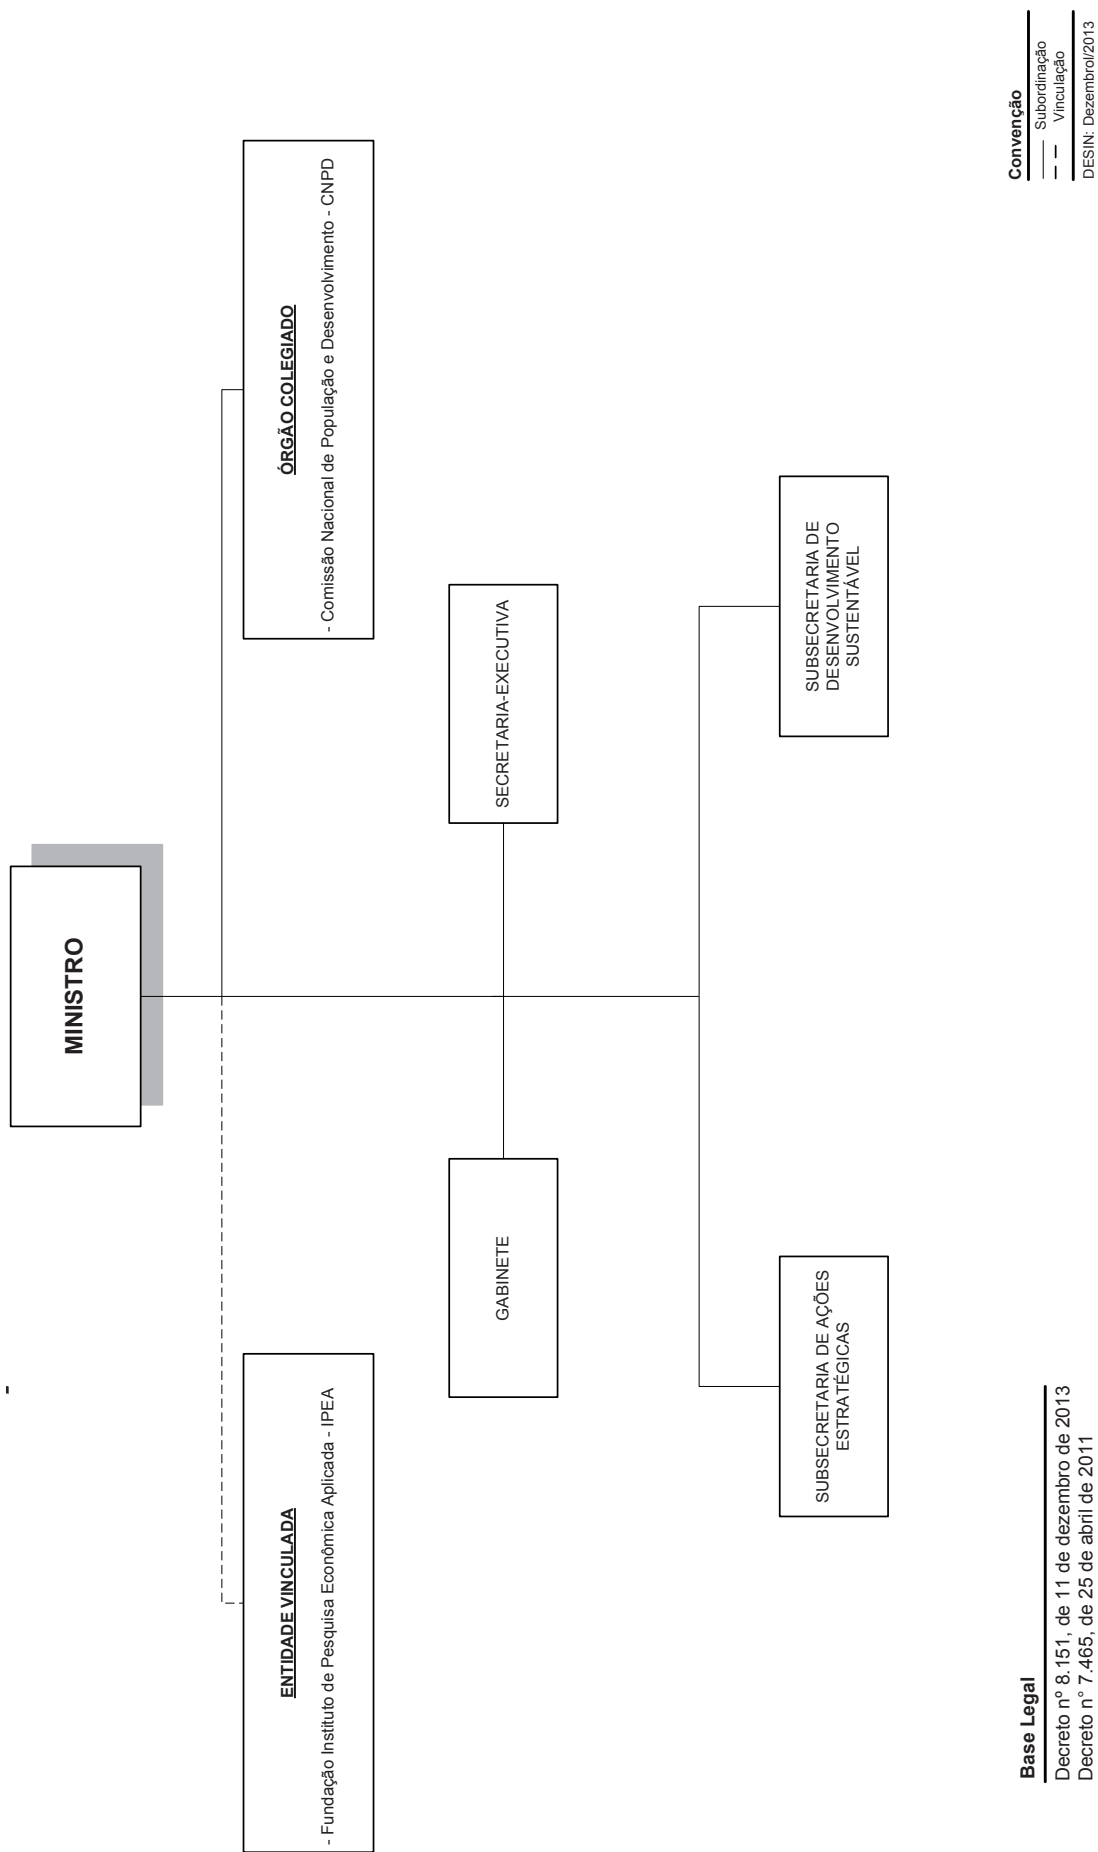 -
MINISTRO
ENTIDADE VINCULADA
- Fundação Instituto de Pesquisa Econômica Aplicada - IPEA
ÓRGÃO COLEGIADO
- Comissão Nacional de População e Desenvolvimento - CNPD
GABINETE
SECRETARIA-EXECUTIVA
SUBSECRETARIA DE AÇÕES
ESTRATÉGICAS
SUBSECRETARIA DE
DESENVOLVIMENTO
SUSTENTÁVEL
Base Legal
Decreto nº 8.151, de 11 de dezembro de 2013
Decreto n° 7.465, de 25 de abril de 2011
Convenção
Subordinação
Vinculação
DESIN: Dezembrol/2013